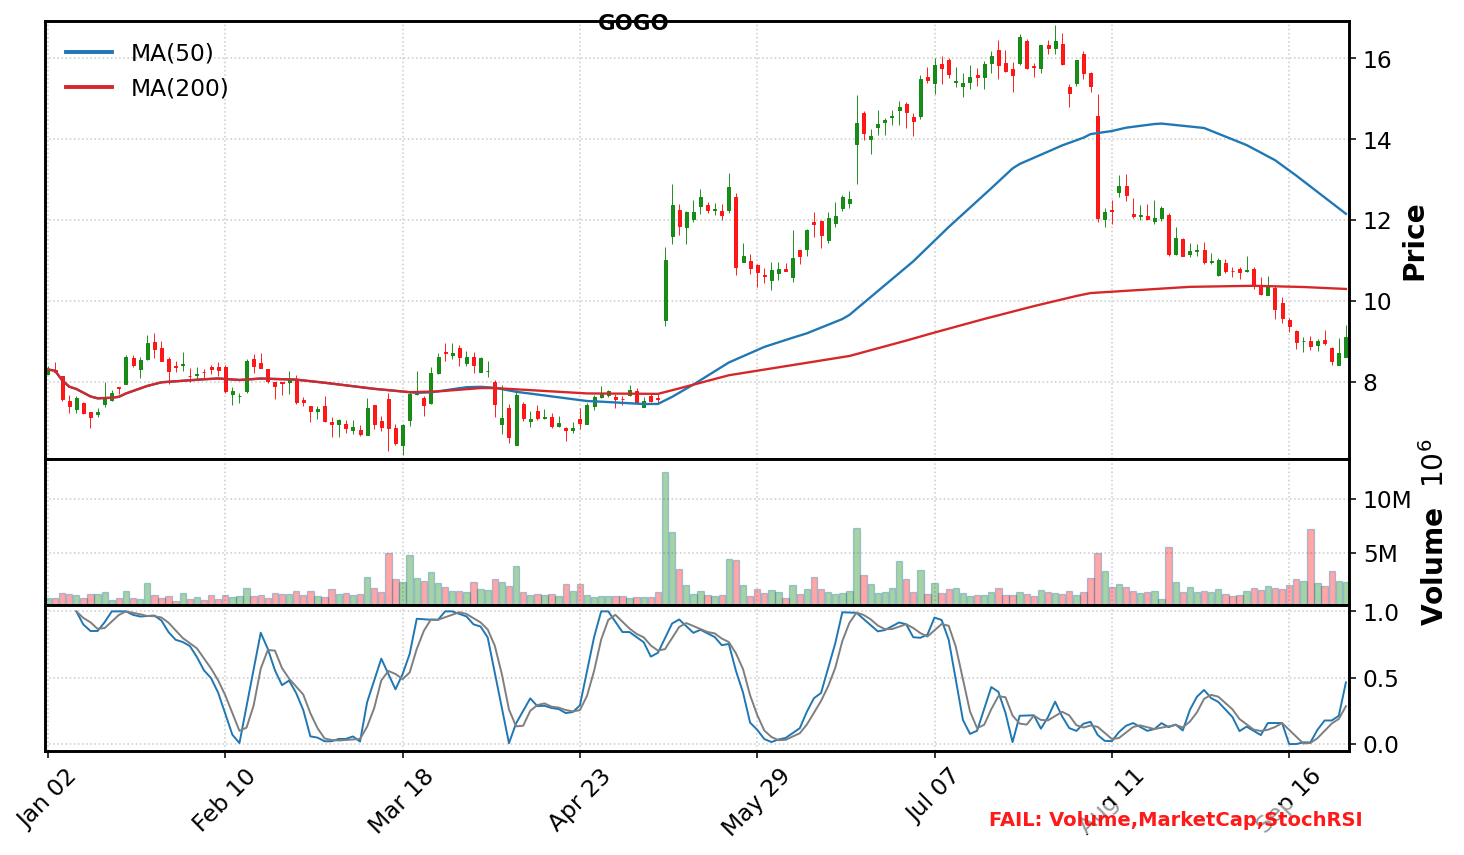 GOGO
MA(50)
MA(200)
16
14
12
10
8
Price
10M
5M
Volume 10^6
1.0
0.5
0.0
Jan 02
Feb 10
Mar 18
Apr 23
May 29
Jul 07
Aug 11
Sep 16
FAIL: Volume,MarketCap,StochRSI